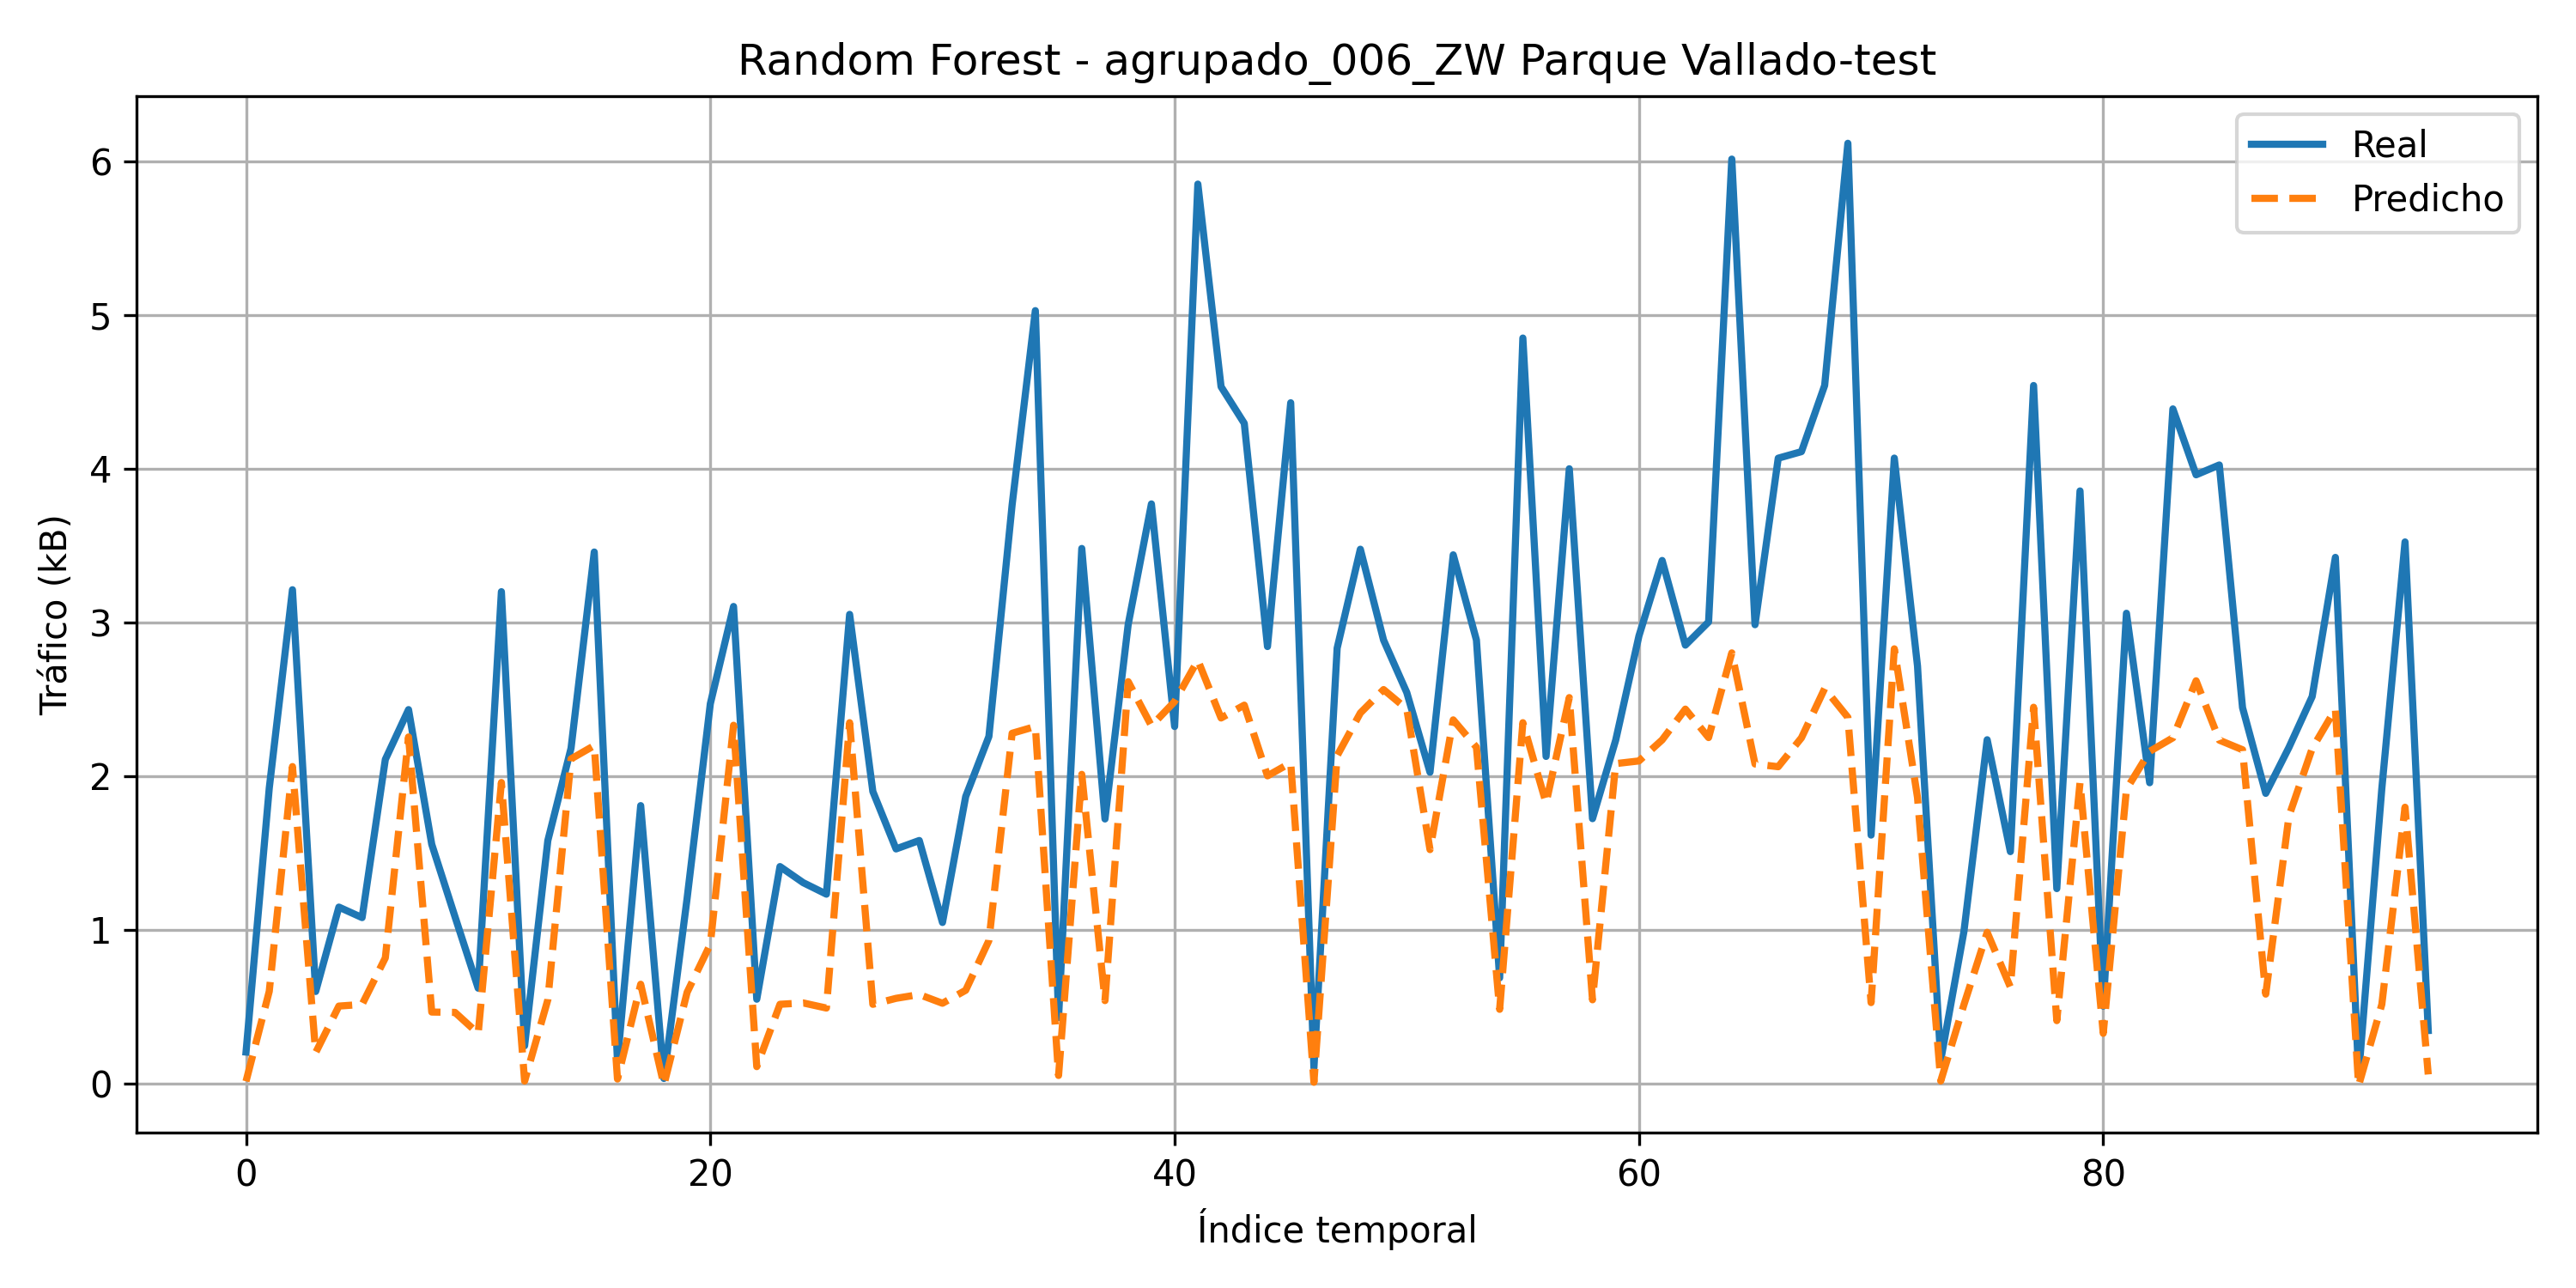 Random Forest - agrupado_006_ZW Parque Vallado-test
Real
Predicho
Tráfico (kB)
6
5
4
3
2
1
0
0
20
40
60
80
Índice temporal